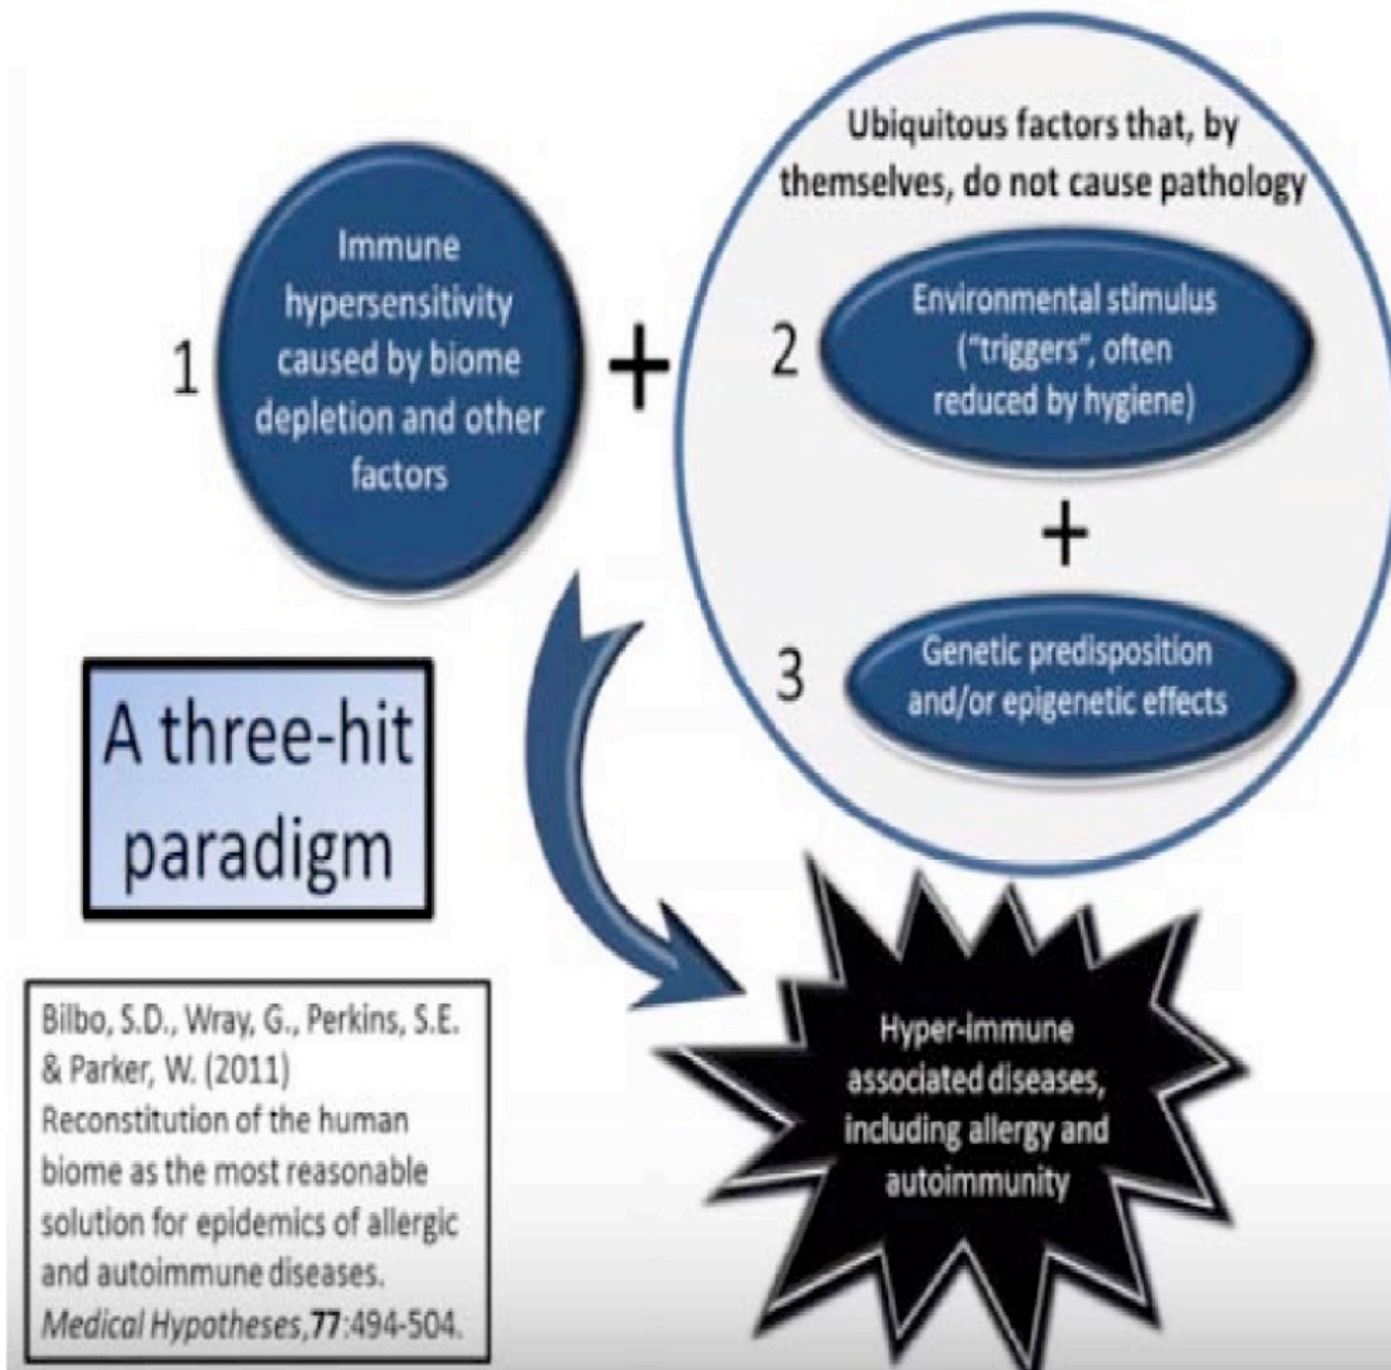 1
Immune
hypersensitivity
caused by biome
depletion and other
factors
+
Ubiquitous factors that, by
themselves, do not cause pathology
2
Environmental stimulus
("triggers", often
reduced by hygiene)
+
3
Genetic predisposition
and/or epigenetic effects
A three-hit
paradigm
Hyper-immune
associated diseases,
including allergy and
autoimmunity
Bilbo, S.D., Wray, G., Perkins, S.E.
& Parker, W. (2011)
Reconstitution of the human
biome as the most reasonable
solution for epidemics of allergic
and autoimmune diseases.
Medical Hypotheses,77:494-504.